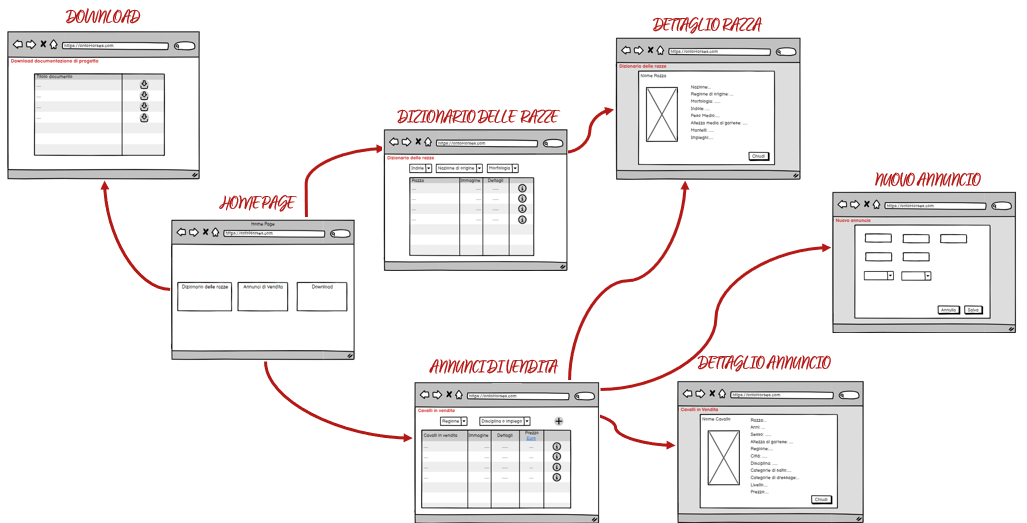 DOWNLOAD
https://ontoHorses.com
Download documentazione di progetto
Titolo documento
...
...
...
...
HOMEPAGE
Home Page
https://ontoHorses.com
Dizionario delle razze
Annunci di Vendita
Download
DIZIONARIO DELLE RAZZE
https://ontoHorses.com
Dizionario delle razze
Indole
Nazione di origine
Morfologia
Razza Immagine Dettagli
... .... ....
... .... ....
... .... ....
... .... ....
DETTAGLIO RAZZA
https://ontoHorses.com
Dizionario delle razze
Nome Razza
Nazione...
Regione di origine: ...
Morfologia: .....
Indole: ....
Peso Medio:...
Altezza media al garrese: .....
Mantelli: ....
Impieghi:...
Chiudi
ANNUNCI DI VENDITA
https://ontoHorses.com
Cavalli in vendita
Regione
Disciplina o impiego
Cavalli in vendita Immagine Dettagli Prezzo
Euro
... ... ... ...
... ... ... ...
... ... ... ...
... ... ... ...
NUOVO ANNUNCIO
https://ontoHorses.com
Nuovo annuncio
Annulla
Salva
DETTAGLIO ANNUNCIO
https://ontoHorses.com
Cavalli in Vendita
Nome Cavallo
Razza:...
Anni: ...
Sesso: ....
Altezza al garrese: ....
Regione:...
Città: .....
Disciplina: ....
Categorie di salto:...
Categorie di dressage:...
Livello:...
Prezzo:...
Chiudi